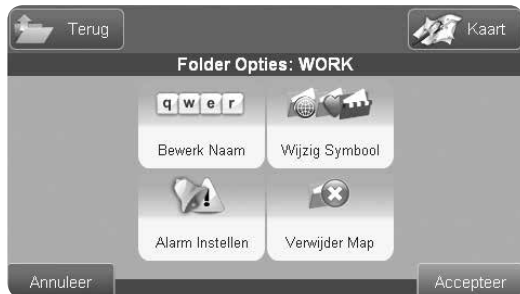 Terug Kaart
Folder Opties: WORK
q w e r
Bewerk Naam Wijzig Symbool
Alarm Instellen Verwijder Map
Annuleer Accepteer